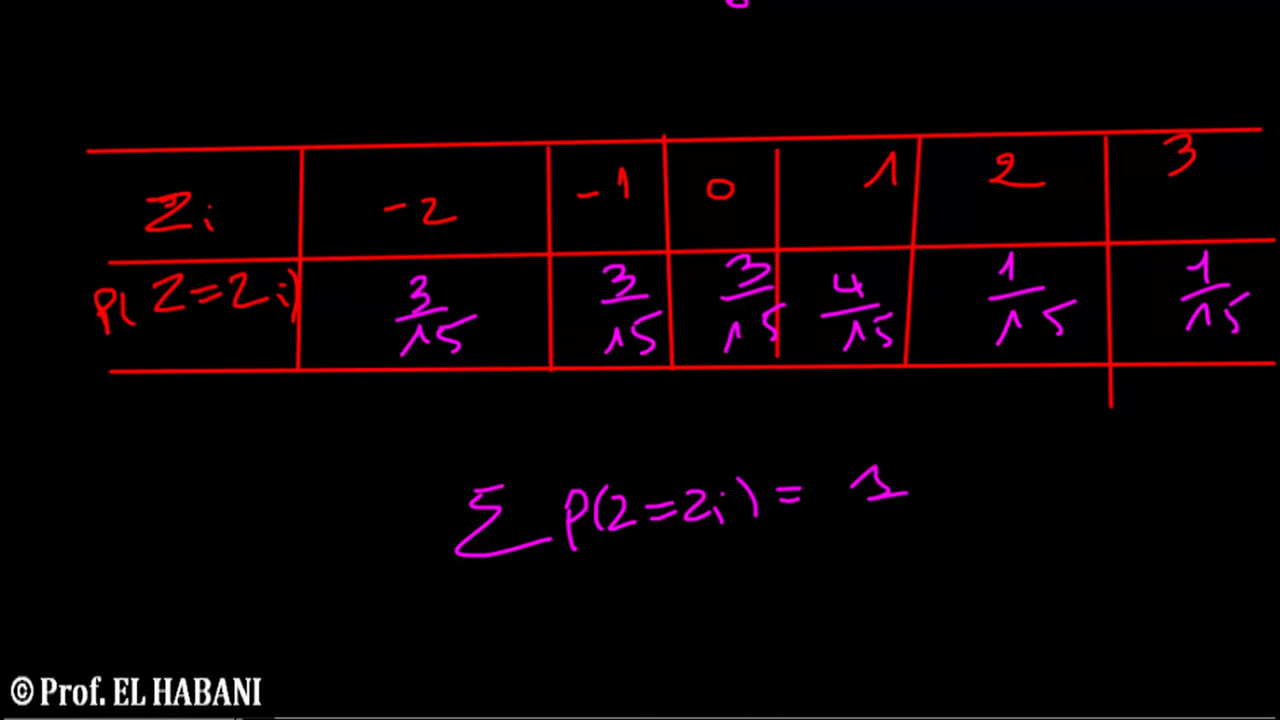 Zi -2 -1 0 1 2 3
P(Z=Zi) 3/15 3/15 3/15 4/15 1/15 1/15
∑ P(Z=Zi) = 1
© Prof. EL HABANI